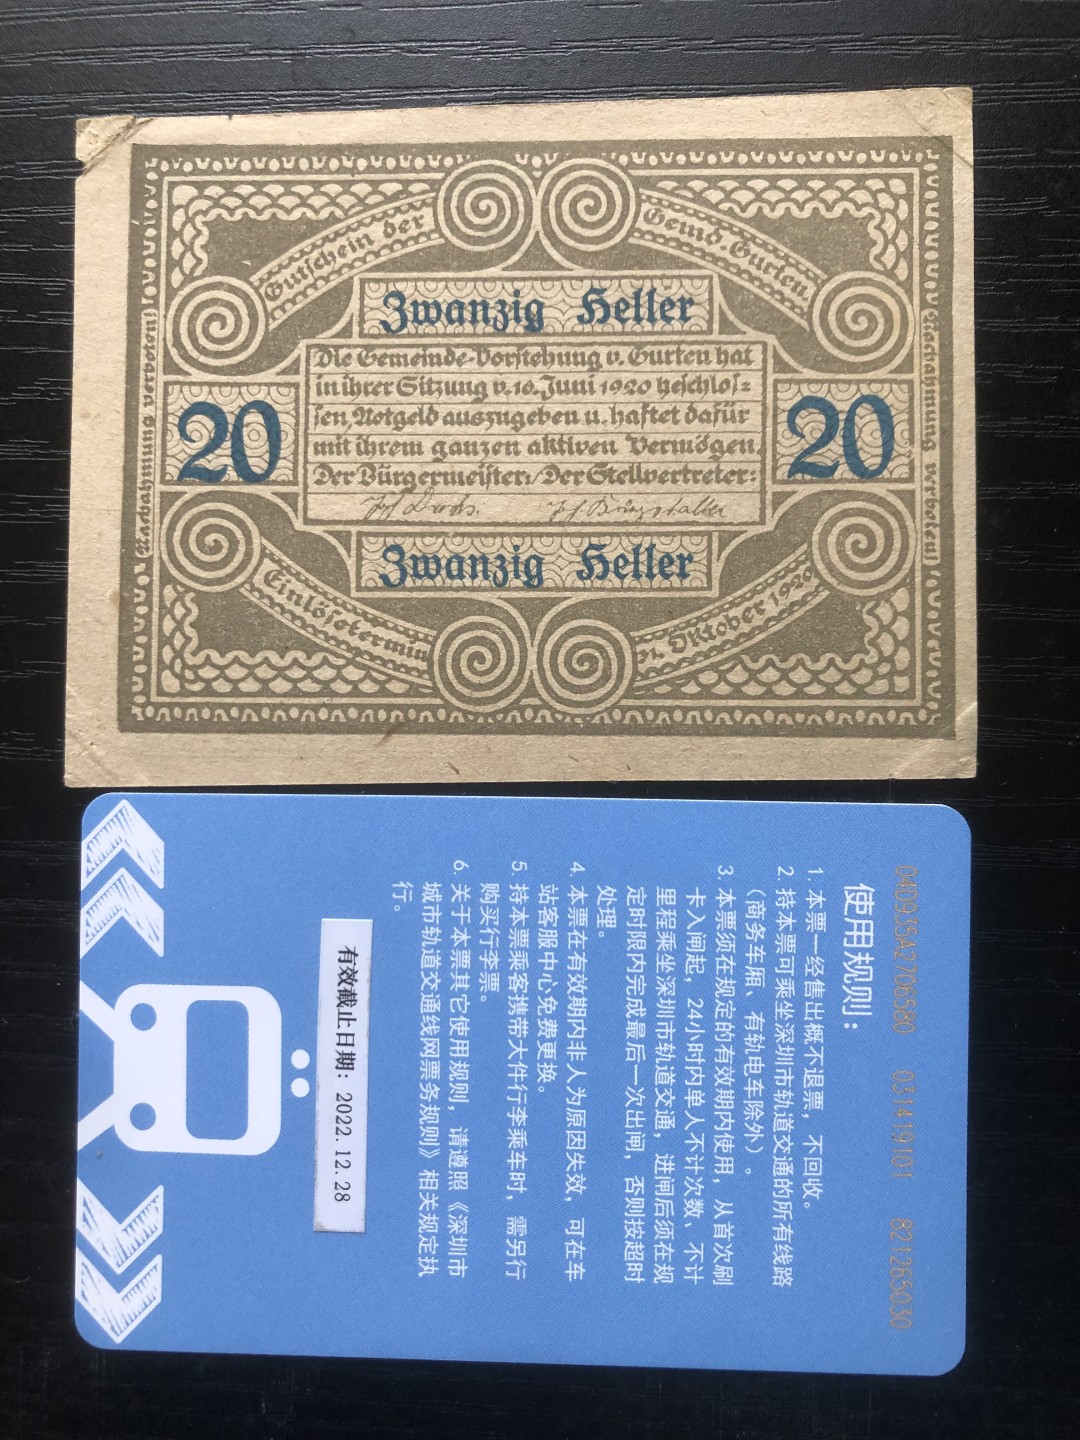 Gutschein der Gemd. Gurten.
Zwanzig Heller
Die Gemeinde-Vorstehung v. Gurten hat
in ihrer Sitzung v. 16. Juni 1920 beschlos=
sen, Notgeld auszugeben u. haftet dafür
mit ihrem ganzen aktiven Vermögen.
Der Bürgermeister: Der Stellvertreter:
20
20
Zwanzig Heller
Einlösetermin 31. Oktober 1920
Nachahmung verboten!
Nachahmung verboten!
04D935A2706580 031419101 821265030
使用规则：
1. 本票一经售出概不退票，不回收。
2. 持本票可乘坐深圳市轨道交通的所有线路
（商务车厢、有轨电车除外）。
3. 本票须在规定的有效期内使用，从首次刷
卡入闸起，24小时内单人不计次数、不计
里程乘坐深圳市轨道交通，进闸后须在规
定时限内完成最后一次出闸，否则按超时
处理。
4. 本票在有效期内非人为原因失效，可在车
站客服中心免费更换。
5. 持本票乘客携带大件行李乘车时，需另行
购买行李票。
6. 关于本票其它使用规则，请遵照《深圳市
城市轨道交通线网票务规则》相关规定执
行。
有效截止日期：2022.12.28